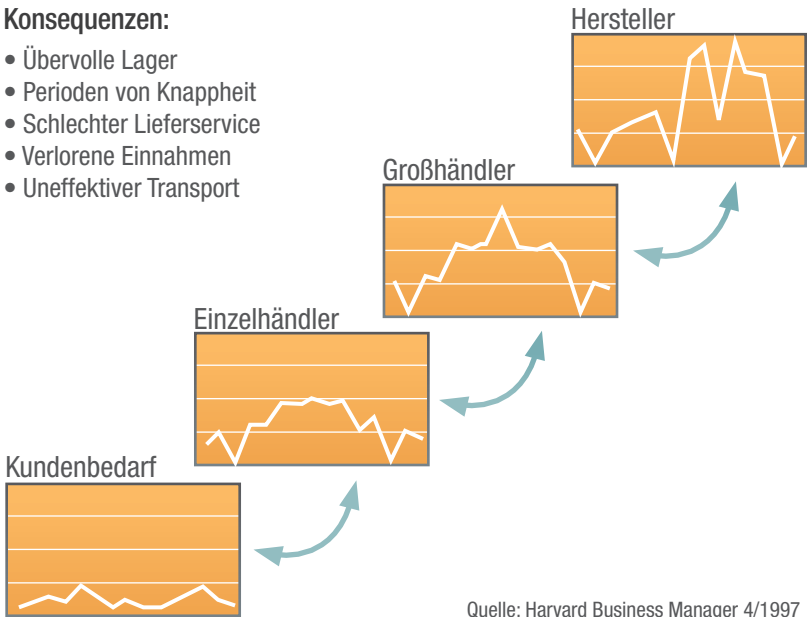 Konsequenzen:
• Übervolle Lager
• Perioden von Knappheit
• Schlechter Lieferservice
• Verlorene Einnahmen
• Uneffektiver Transport
Hersteller
Großhändler
Einzelhändler
Kundenbedarf
Quelle: Harvard Business Manager 4/1997